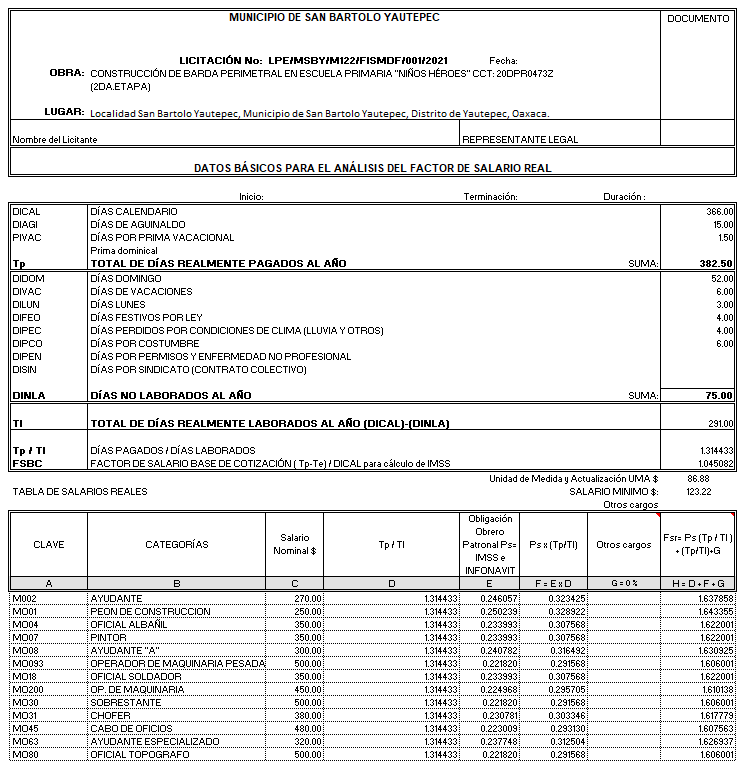 MUNICIPIO DE SAN BARTOLO YAUTEPEC
DOCUMENTO
LICITACIÓN No: LPE/MSBY/M122/FISMDF/001/2021 Fecha:
OBRA: CONSTRUCCIÓN DE BARDA PERIMETRAL EN ESCUELA PRIMARIA "NIÑOS HÉROES" CCT: 20DPR0473Z
(2DA.ETAPA)
LUGAR: Localidad San Bartolo Yautepec, Municipio de San Bartolo Yautepec, Distrito de Yautepec, Oaxaca.
Nombre del Licitante REPRESENTANTE LEGAL
DATOS BÁSICOS PARA EL ANÁLISIS DEL FACTOR DE SALARIO REAL
Inicio: Terminación: Duración :
DICAL DÍAS CALENDARIO 366.00
DIAGI DÍAS DE AGUINALDO 15.00
PIVAC DÍAS POR PRIMA VACACIONAL 1.50
Prima dominical
Tp TOTAL DE DÍAS REALMENTE PAGADOS AL AÑO SUMA: 382.50
DIDOM DÍAS DOMINGO 52.00
DIVAC DÍAS DE VACACIONES 6.00
DILUN DÍAS LUNES 3.00
DIFEO DÍAS FESTIVOS POR LEY 4.00
DIPEC DÍAS PERDIDOS POR CONDICIONES DE CLIMA (LLUVIA Y OTROS) 4.00
DIPCO DÍAS POR COSTUMBRE 6.00
DIPEN DÍAS POR PERMISOS Y ENFERMEDAD NO PROFESIONAL
DISIN DÍAS POR SINDICATO (CONTRATO COLECTIVO)
DINLA DÍAS NO LABORADOS AL AÑO SUMA: 75.00
TI TOTAL DE DÍAS REALMENTE LABORADOS AL AÑO (DICAL)-(DINLA) 291.00
Tp / TI DÍAS PAGADOS / DÍAS LABORADOS 1.314433
FSBC FACTOR DE SALARIO BASE DE COTIZACIÓN ( Tp-Te) / DICAL para cálculo de IMSS 1.045082
Unidad de Medida y Actualización UMA $ 86.88
TABLA DE SALARIOS REALES SALARIO MINIMO $: 123.22
Otros cargos
CLAVE CATEGORÍAS Salario Nominal $ Tp / TI Obligación Obrero Patronal Ps= IMSS e INFONAVIT Ps x (Tp/TI) Otros cargos Fsr= Ps (Tp / TI ) + (Tp/TI)+G
A B C D E F = E x D G = 0 % H = D + F + G
MO02 AYUDANTE 270.00 1.314433 0.246057 0.323425 1.637858
MO01 PEON DE CONSTRUCCION 250.00 1.314433 0.250239 0.328922 1.643355
MO04 OFICIAL ALBAÑIL 350.00 1.314433 0.233993 0.307568 1.622001
MO07 PINTOR 350.00 1.314433 0.233993 0.307568 1.622001
MO08 AYUDANTE "A" 300.00 1.314433 0.240782 0.316492 1.630925
MO093 OPERADOR DE MAQUINARIA PESADA 500.00 1.314433 0.221820 0.291568 1.606001
MO18 OFICIAL SOLDADOR 350.00 1.314433 0.233993 0.307568 1.622001
MO200 OP. DE MAQUINARIA 450.00 1.314433 0.224968 0.295705 1.610138
MO30 SOBRESTANTE 500.00 1.314433 0.221820 0.291568 1.606001
MO31 CHOFER 380.00 1.314433 0.230781 0.303346 1.617779
MO45 CABO DE OFICIOS 480.00 1.314433 0.223009 0.293130 1.607563
MO63 AYUDANTE ESPECIALIZADO 320.00 1.314433 0.237748 0.312504 1.626937
MO80 OFICIAL TOPOGRAFO 500.00 1.314433 0.221820 0.291568 1.606001